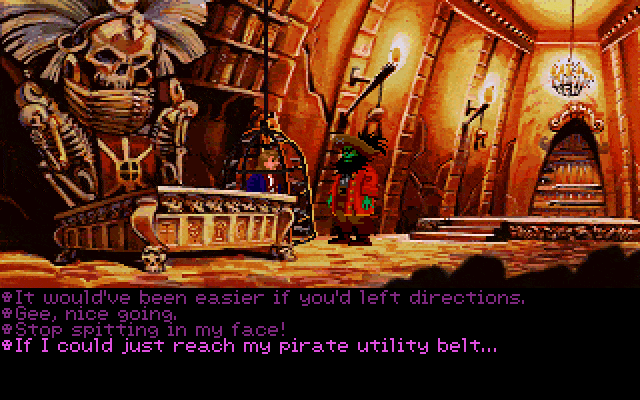 It would've been easier if you'd left directions.
Gee, nice going.
Stop spitting in my face!
If I could just reach my pirate utility belt...